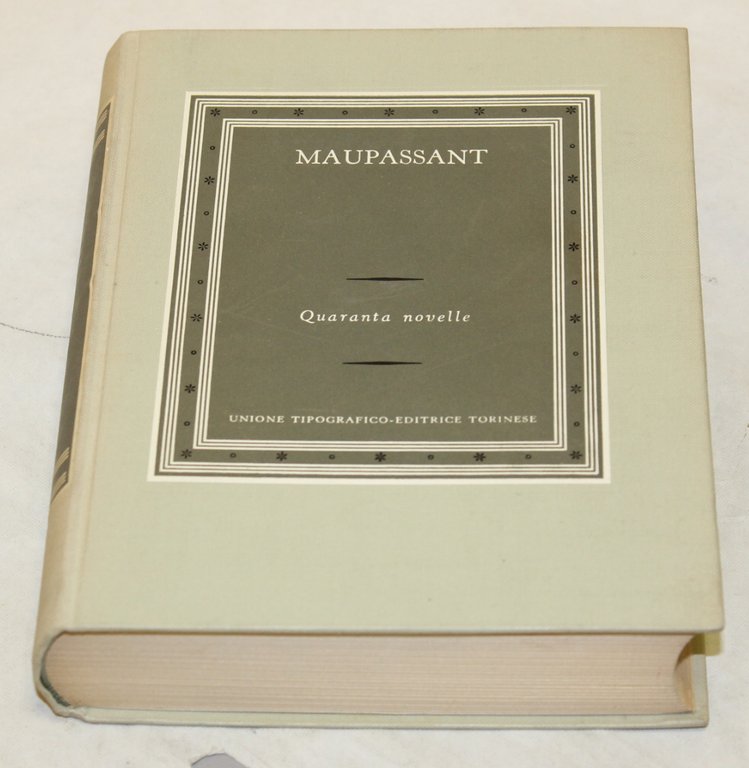 MAUPASSANT
Quaranta novelle
UNIONE TIPOGRAFICO-EDITRICE TORINESE